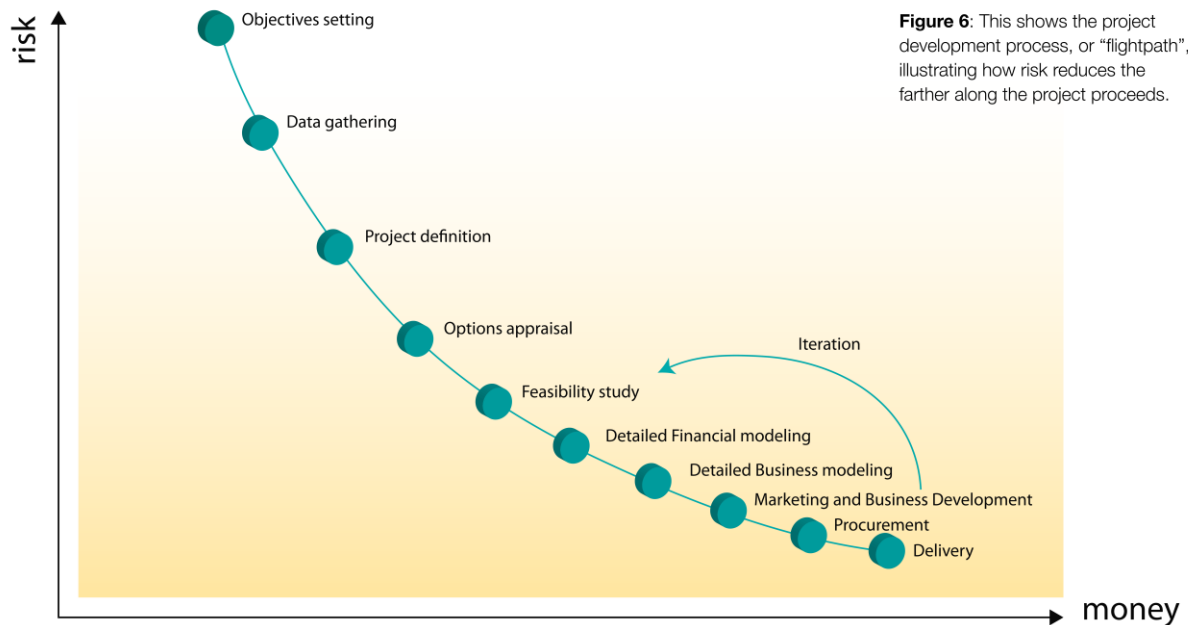 risk
Objectives setting
Figure 6: This shows the project
development process, or “flightpath”,
illustrating how risk reduces the
farther along the project proceeds.
Data gathering
Project definition
Options appraisal
Iteration
Feasibility study
Detailed Financial modeling
Detailed Business modeling
Marketing and Business Development
Procurement
Delivery
money